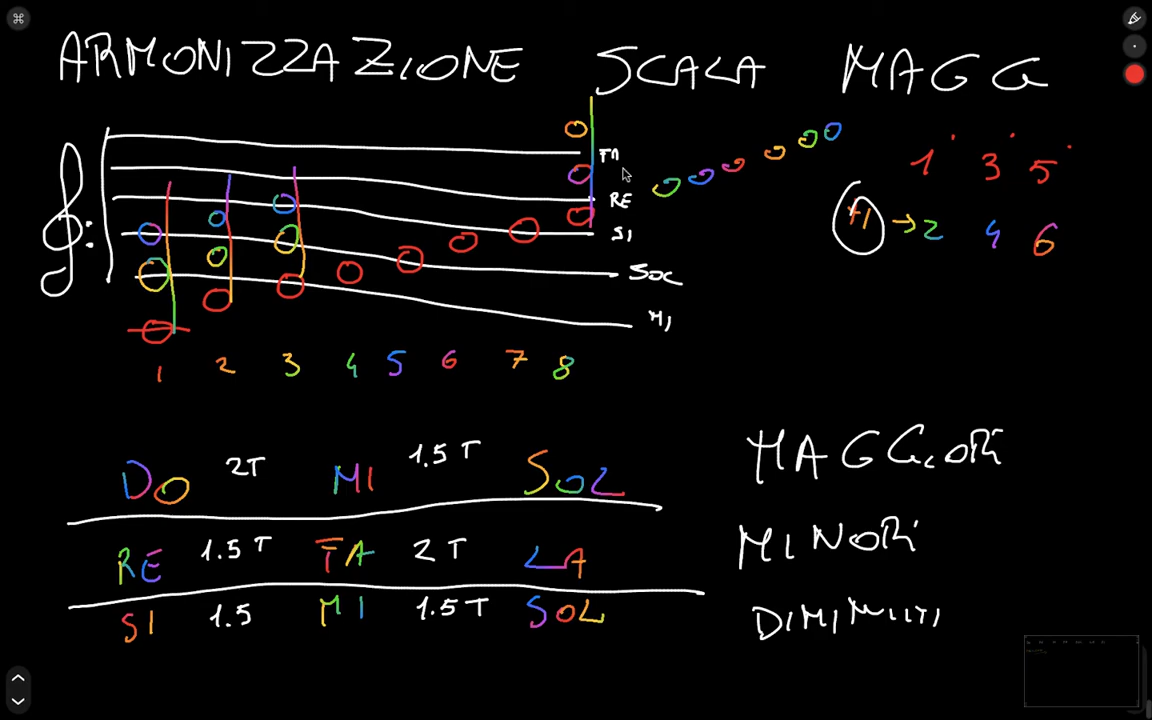 ARMONIZZAZIONE SCALA MAGG
FA
RE
SI
SOL
MI
1 3 5
+1 → 2 4 6
1 2 3 4 5 6 7 8
DO 2T MI 1.5 T SOL
RE 1.5 T FA 2 T LA
SI 1.5 MI 1.5 T SOL
MAGGIORI
MINORI
DIMINUITI